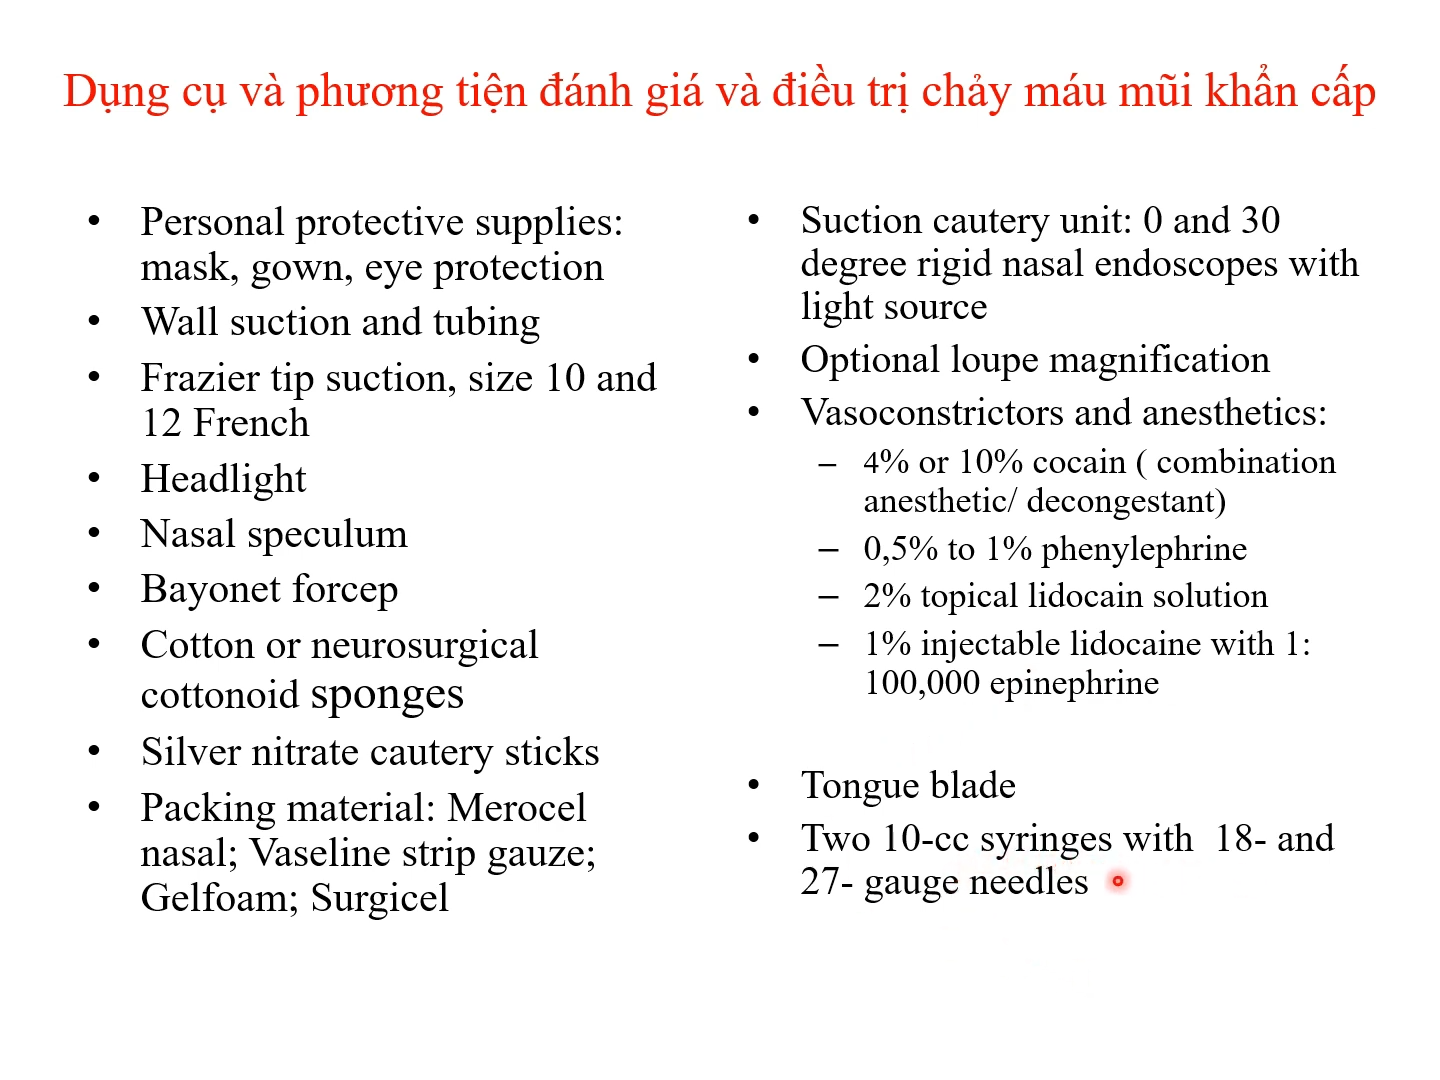 Dụng cụ và phương tiện đánh giá và điều trị chảy máu mũi khẩn cấp
• Personal protective supplies:
mask, gown, eye protection
• Wall suction and tubing
• Frazier tip suction, size 10 and
12 French
• Headlight
• Nasal speculum
• Bayonet forcep
• Cotton or neurosurgical
cottonoid sponges
• Silver nitrate cautery sticks
• Packing material: Merocel
nasal; Vaseline strip gauze;
Gelfoam; Surgicel
• Suction cautery unit: 0 and 30
degree rigid nasal endoscopes with
light source
• Optional loupe magnification
• Vasoconstrictors and anesthetics:
– 4% or 10% cocain ( combination
anesthetic/ decongestant)
– 0,5% to 1% phenylephrine
– 2% topical lidocain solution
– 1% injectable lidocaine with 1:
100,000 epinephrine
• Tongue blade
• Two 10-cc syringes with  18- and
27- gauge needles